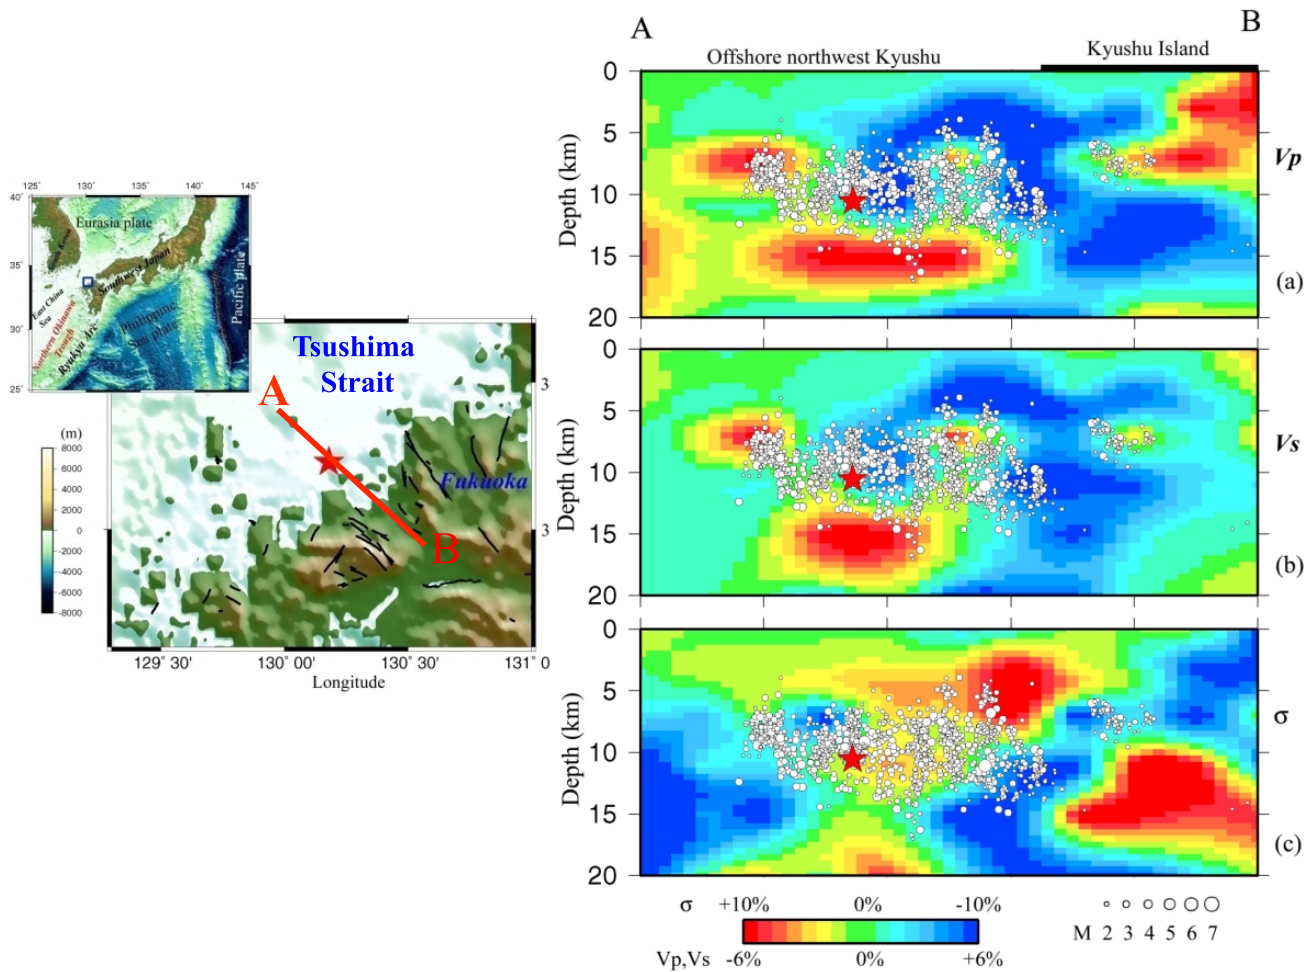 A
B
Offshore northwest Kyushu
Kyushu Island
0
5
10
15
20
Depth (km)
Vp
(a)
0
5
10
15
20
Depth (km)
Vs
(b)
0
5
10
15
20
Depth (km)
σ
(c)
σ +10% 0% -10%
Vp,Vs -6% 0% +6%
M 2 3 4 5 6 7
125˚ 130˚ 135˚ 140˚ 145˚
40˚
35˚
30˚
25˚
Eurasia plate
Southwest Japan
East China
Sea
Northern Okinawa
Trough
Ryukyu Arc
Philippine
Sea plate
Pacific plate
(m)
8000
6000
4000
2000
0
-2000
-4000
-6000
-8000
Tsushima
Strait
A
Fukuoka
B
3
3
129˚ 30' 130˚ 00' 130˚ 30' 131˚ 0
Longitude